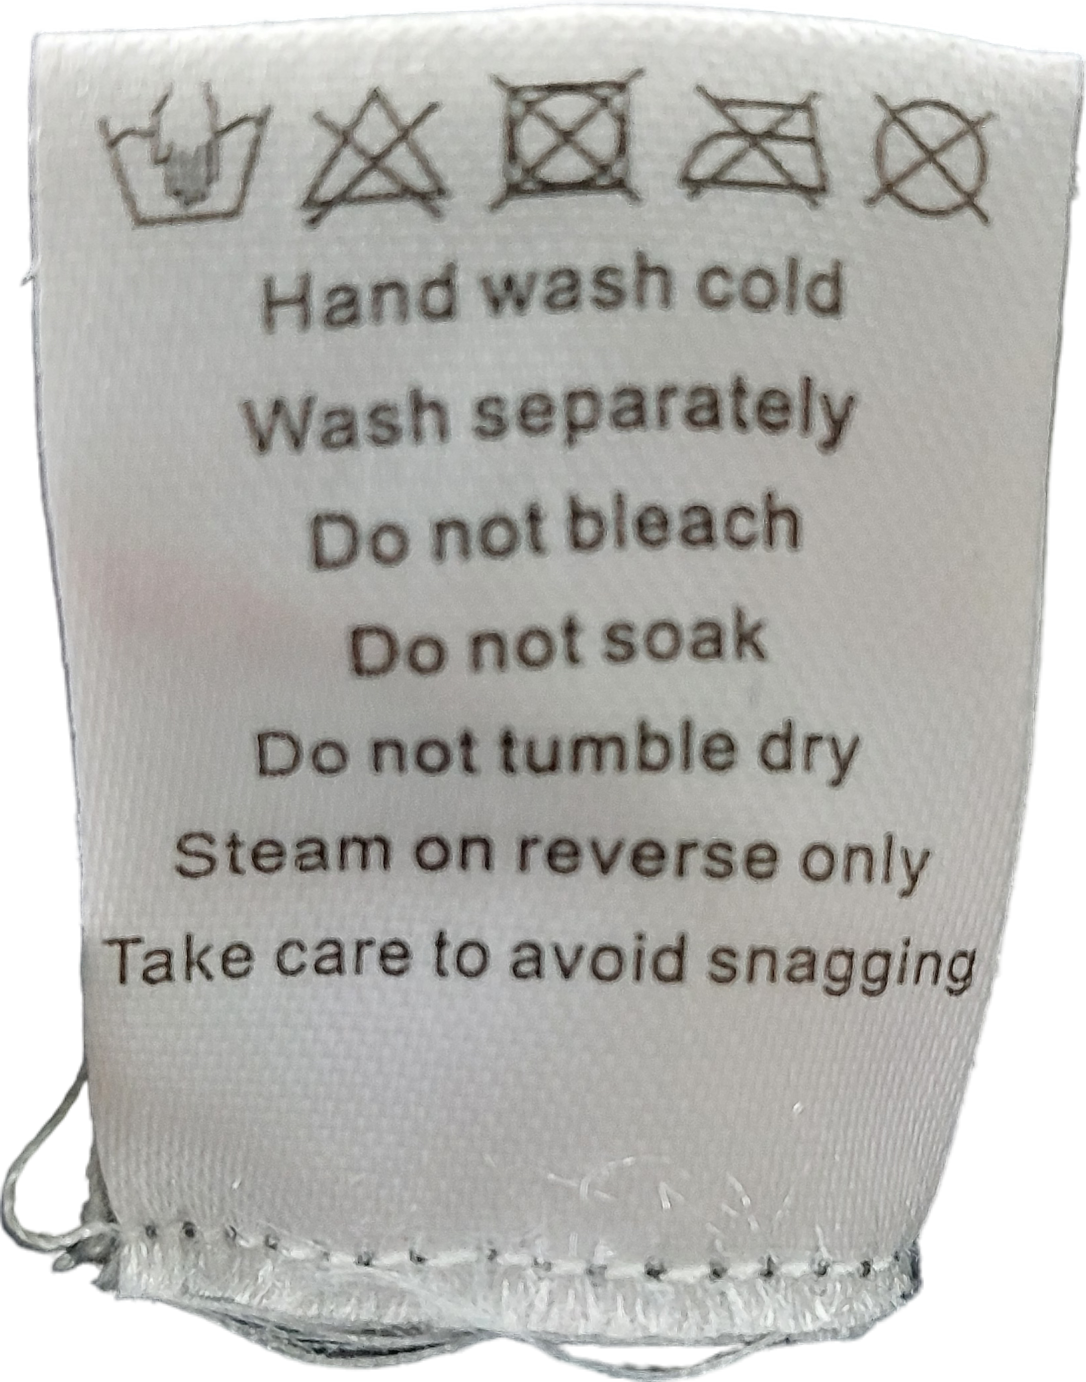 Hand wash cold
Wash separately
Do not bleach
Do not soak
Do not tumble dry
Steam on reverse only
Take care to avoid snagging